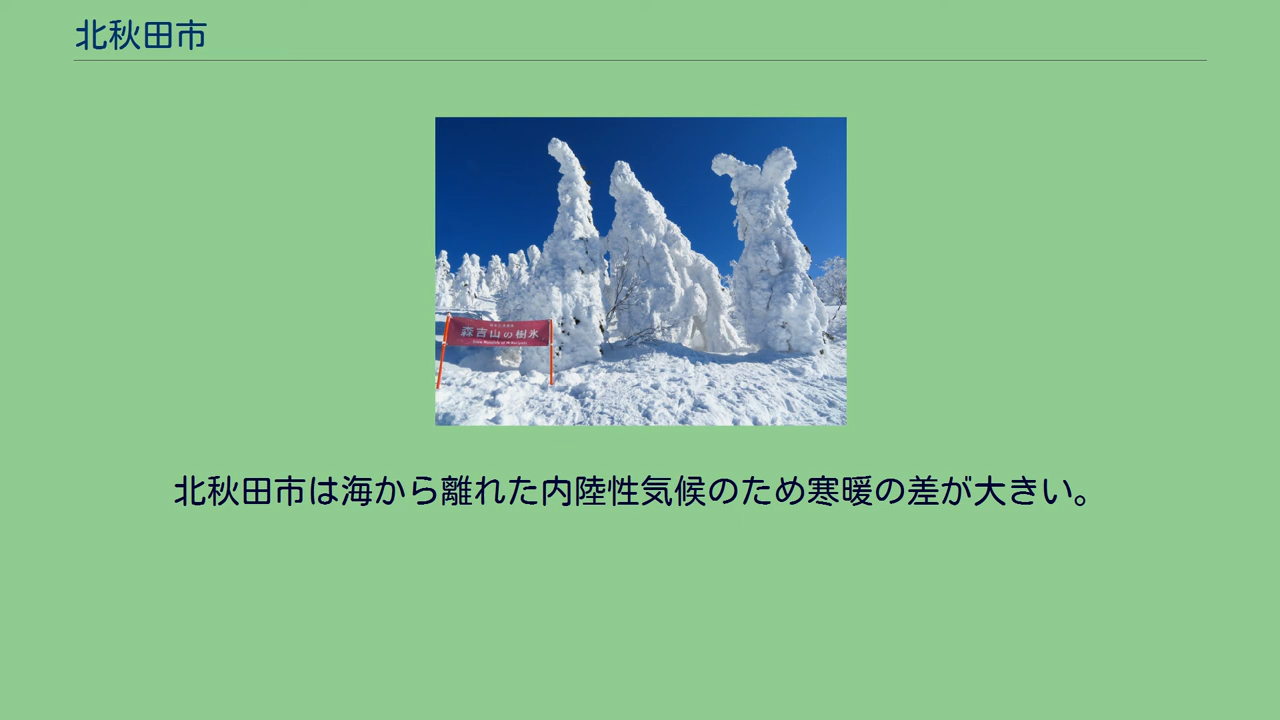 北秋田市
森吉山の樹氷
北秋田市は海から離れた内陸性気候のため寒暖の差が大きい。